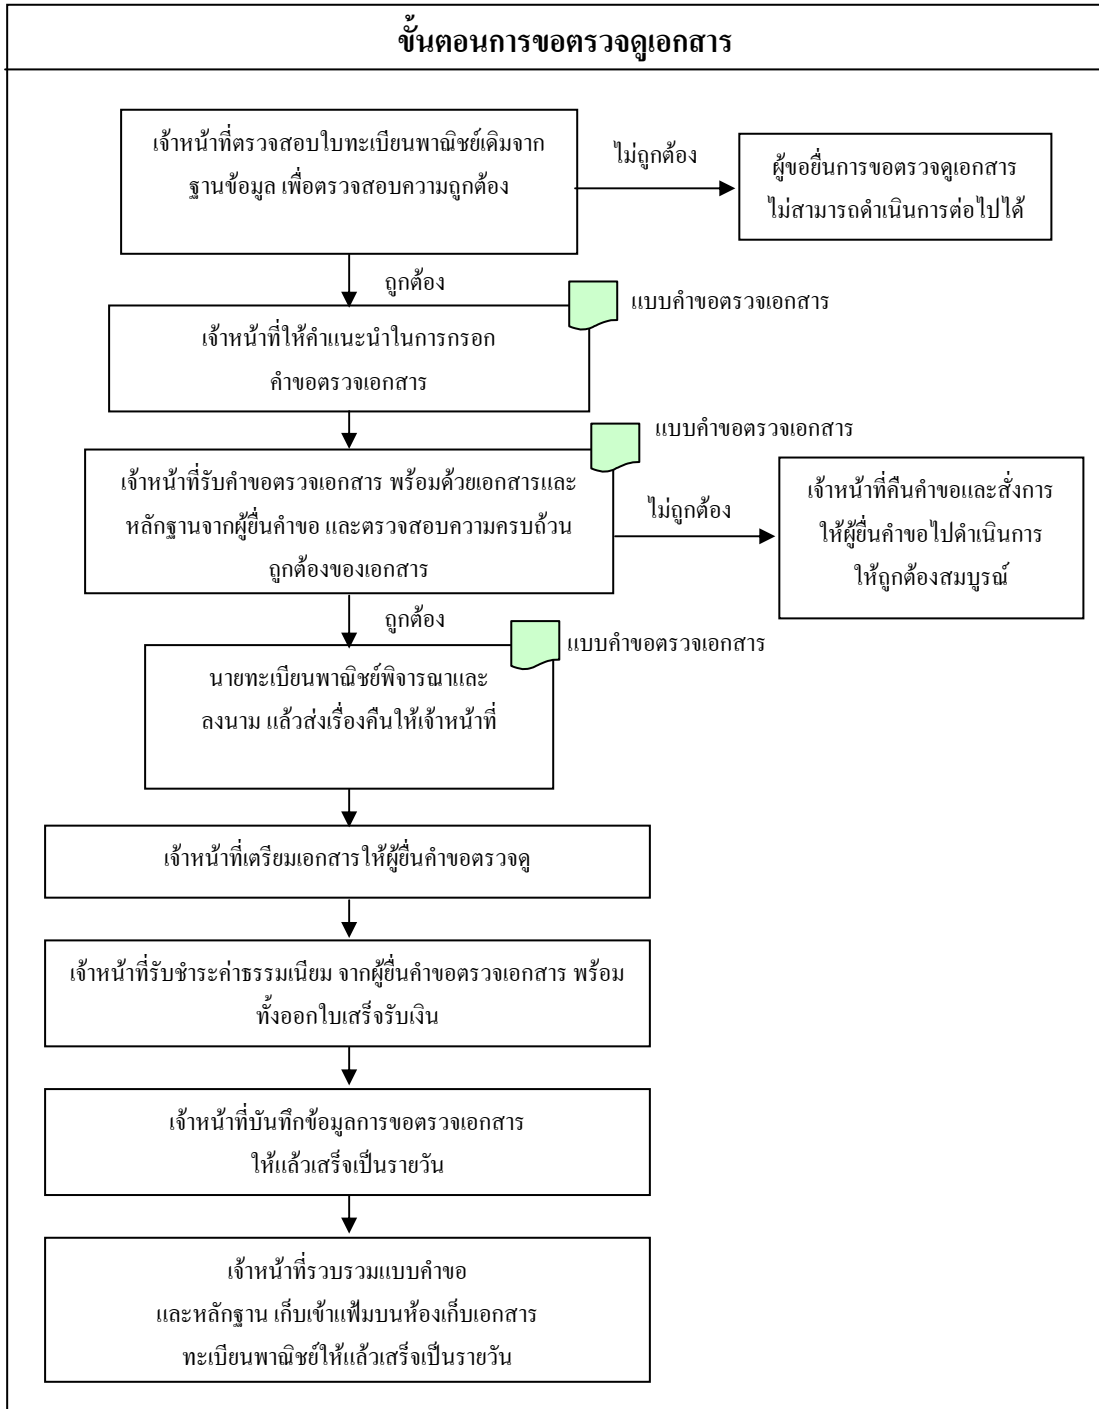 ขั้นตอนการขอตรวจดูเอกสาร
เจ้าหน้าที่ตรวจสอบใบทะเบียนพาณิชย์เดิมจาก
ฐานข้อมูล เพื่อตรวจสอบความถูกต้อง
ไม่ถูกต้อง
ผู้ขอยื่นการขอตรวจดูเอกสาร
ไม่สามารถดำเนินการต่อไปได้
ถูกต้อง
แบบคำขอตรวจเอกสาร
เจ้าหน้าที่ให้คำแนะนำในการกรอก
คำขอตรวจเอกสาร
แบบคำขอตรวจเอกสาร
เจ้าหน้าที่รับคำขอตรวจเอกสาร พร้อมด้วยเอกสารและ
หลักฐานจากผู้ยื่นคำขอ และตรวจสอบความครบถ้วน
ถูกต้องของเอกสาร
ไม่ถูกต้อง
เจ้าหน้าที่คืนคำขอและสั่งการ
ให้ผู้ยื่นคำขอไปดำเนินการ
ให้ถูกต้องสมบูรณ์
ถูกต้อง
แบบคำขอตรวจเอกสาร
นายทะเบียนพาณิชย์พิจารณาและ
ลงนาม แล้วส่งเรื่องคืนให้เจ้าหน้าที่
เจ้าหน้าที่เตรียมเอกสารให้ผู้ยื่นคำขอตรวจดู
เจ้าหน้าที่รับชำระค่าธรรมเนียม จากผู้ยื่นคำขอตรวจเอกสาร พร้อม
ทั้งออกใบเสร็จรับเงิน
เจ้าหน้าที่บันทึกข้อมูลการขอตรวจเอกสาร
ให้แล้วเสร็จเป็นรายวัน
เจ้าหน้าที่รวบรวมแบบคำขอ
และหลักฐาน เก็บเข้าแฟ้มบนห้องเก็บเอกสาร
ทะเบียนพาณิชย์ให้แล้วเสร็จเป็นรายวัน